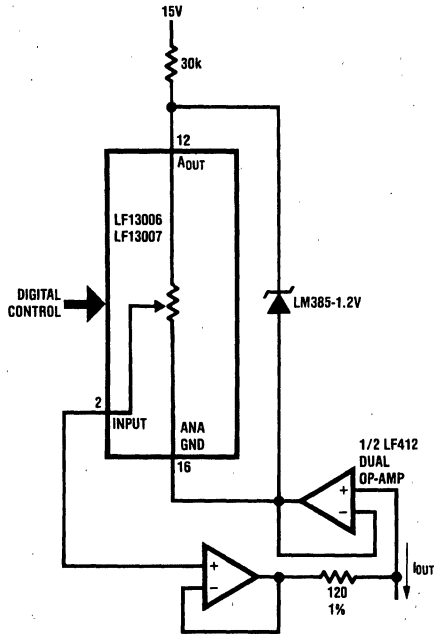 15V
30k
12
AOUT
LF13006
LF13007
DIGITAL
CONTROL
LM385-1.2V
2
INPUT
ANA
GND
16
1/2 LF412
DUAL
OP-AMP
+
−
+
−
120
1%
IOUT